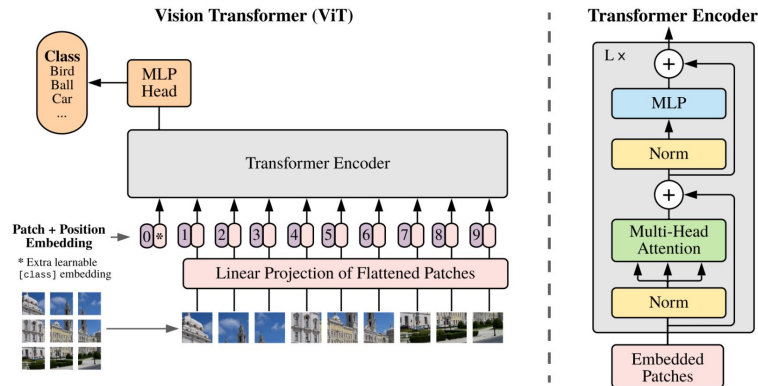 Vision Transformer (ViT)
Class
Bird
Ball
Car
...
MLP
Head
Transformer Encoder
0 * 1 2 3 4 5 6 7 8 9
Patch + Position
Embedding
* Extra learnable
[class] embedding
Linear Projection of Flattened Patches
Transformer Encoder
L ×
+
MLP
Norm
+
Multi-Head
Attention
Norm
Embedded
Patches